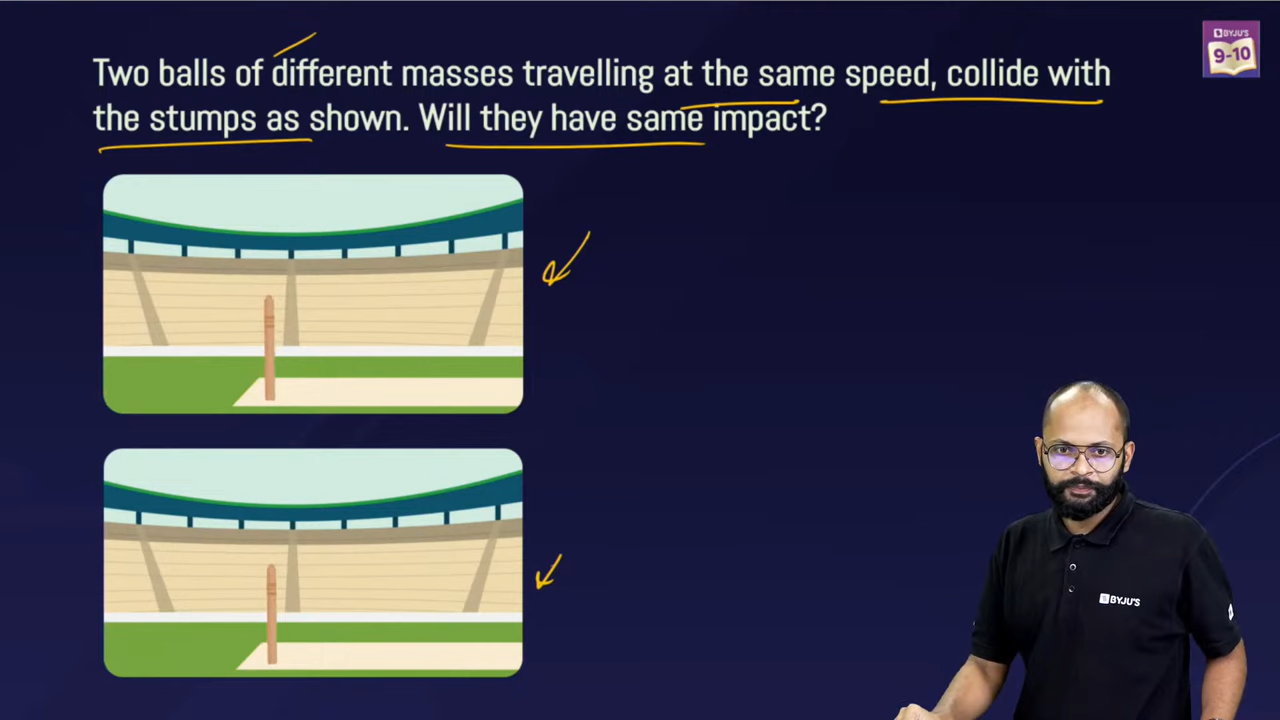 Two balls of different masses travelling at the same speed, collide with
the stumps as shown. Will they have same impact?
BYJU'S
9-10
BYJU'S